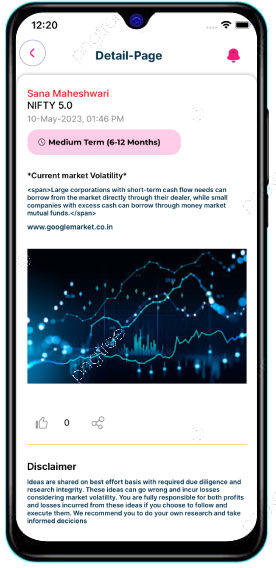 12:20
Detail-Page
Sana Maheshwari
NIFTY 5.0
10-May-2023, 01:46 PM
Medium Term (6-12 Months)
*Current market Volatility*
<span>Large corporations with short-term cash flow needs can
borrow from the market directly through their dealer, while small
companies with excess cash can borrow through money market
mutual funds.</span>
www.googlemarket.co.in
0
Disclaimer
Ideas are shared on best effort basis with required due diligence and
research integrity. These ideas can go wrong and incur losses
considering market volatility. You are fully responsible for both profits
and losses incurred from these ideas if you choose to follow and
execute them. We recommend you to do your own research and take
informed decicions